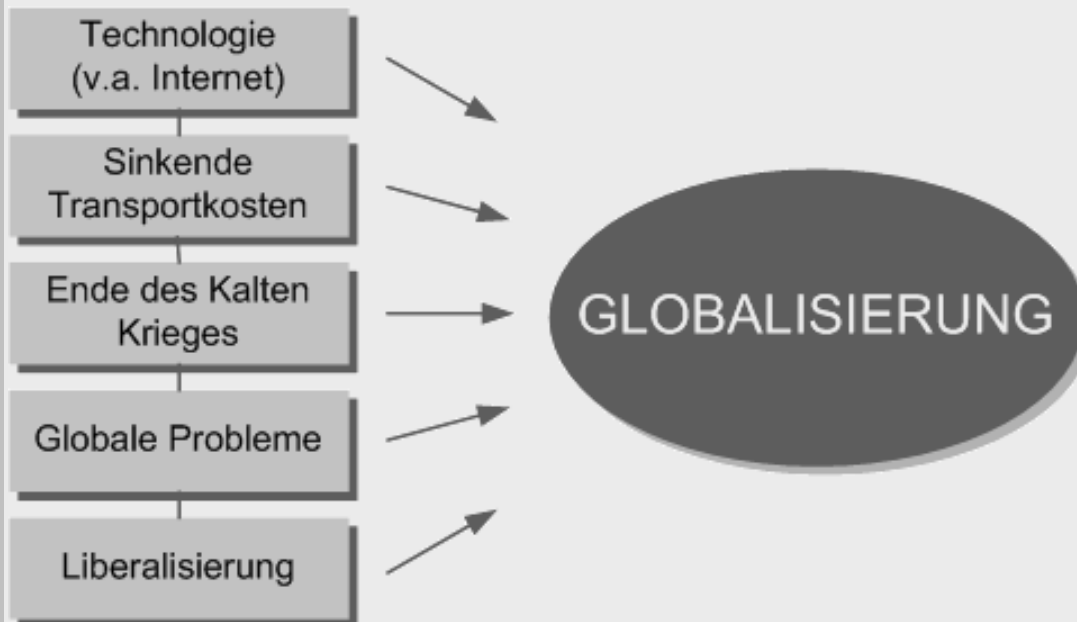 Technologie
(v.a. Internet)
Sinkende
Transportkosten
Ende des Kalten
Krieges
Globale Probleme
Liberalisierung
GLOBALISIERUNG